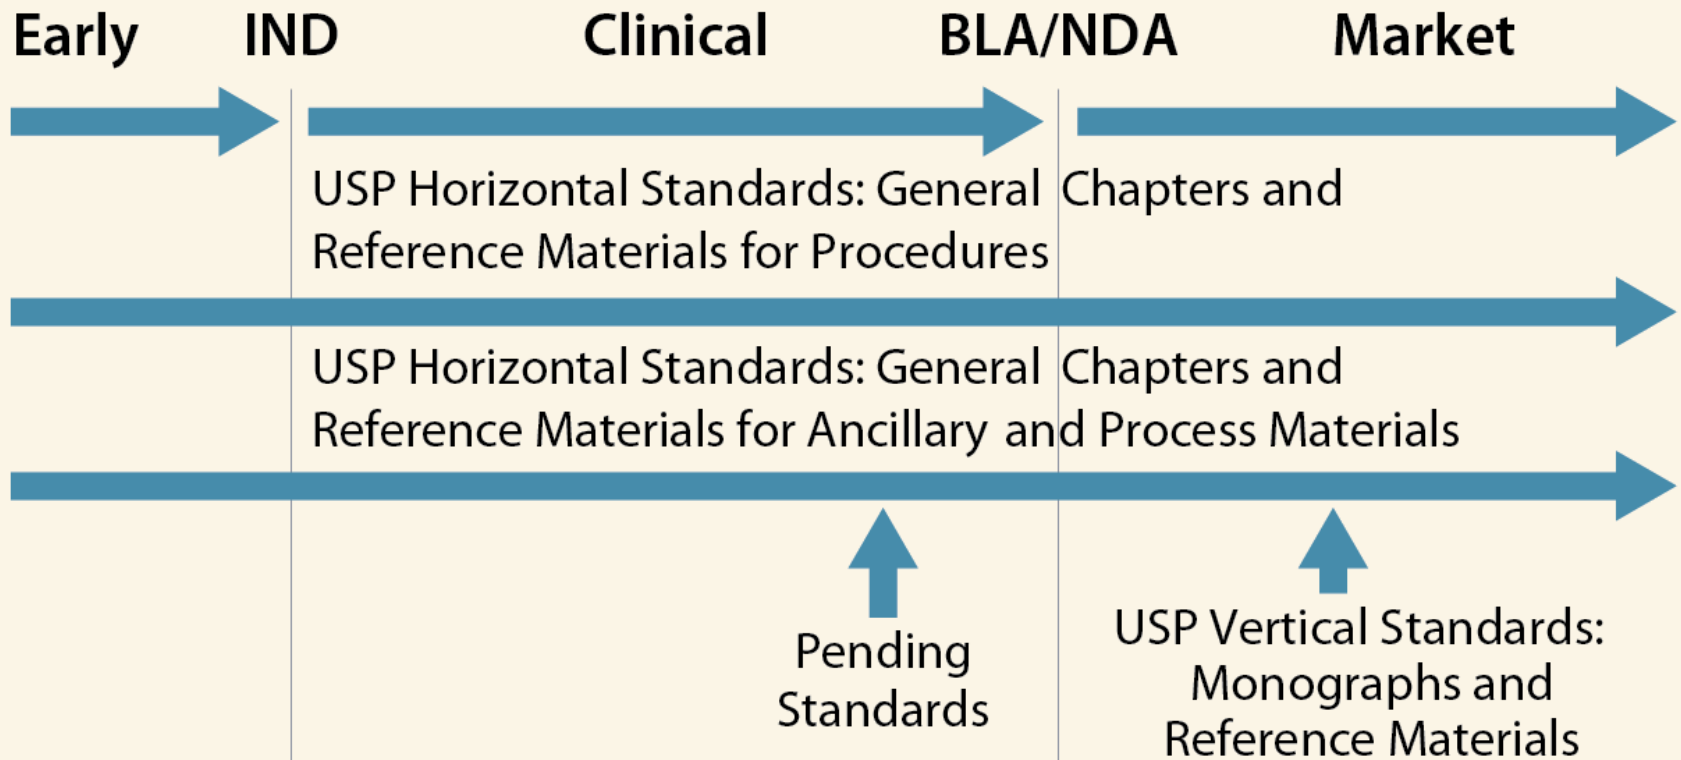 Early IND Clinical BLA/NDA Market
USP Horizontal Standards: General Chapters and
Reference Materials for Procedures
USP Horizontal Standards: General Chapters and
Reference Materials for Ancillary and Process Materials
Pending
Standards
USP Vertical Standards:
Monographs and
Reference Materials